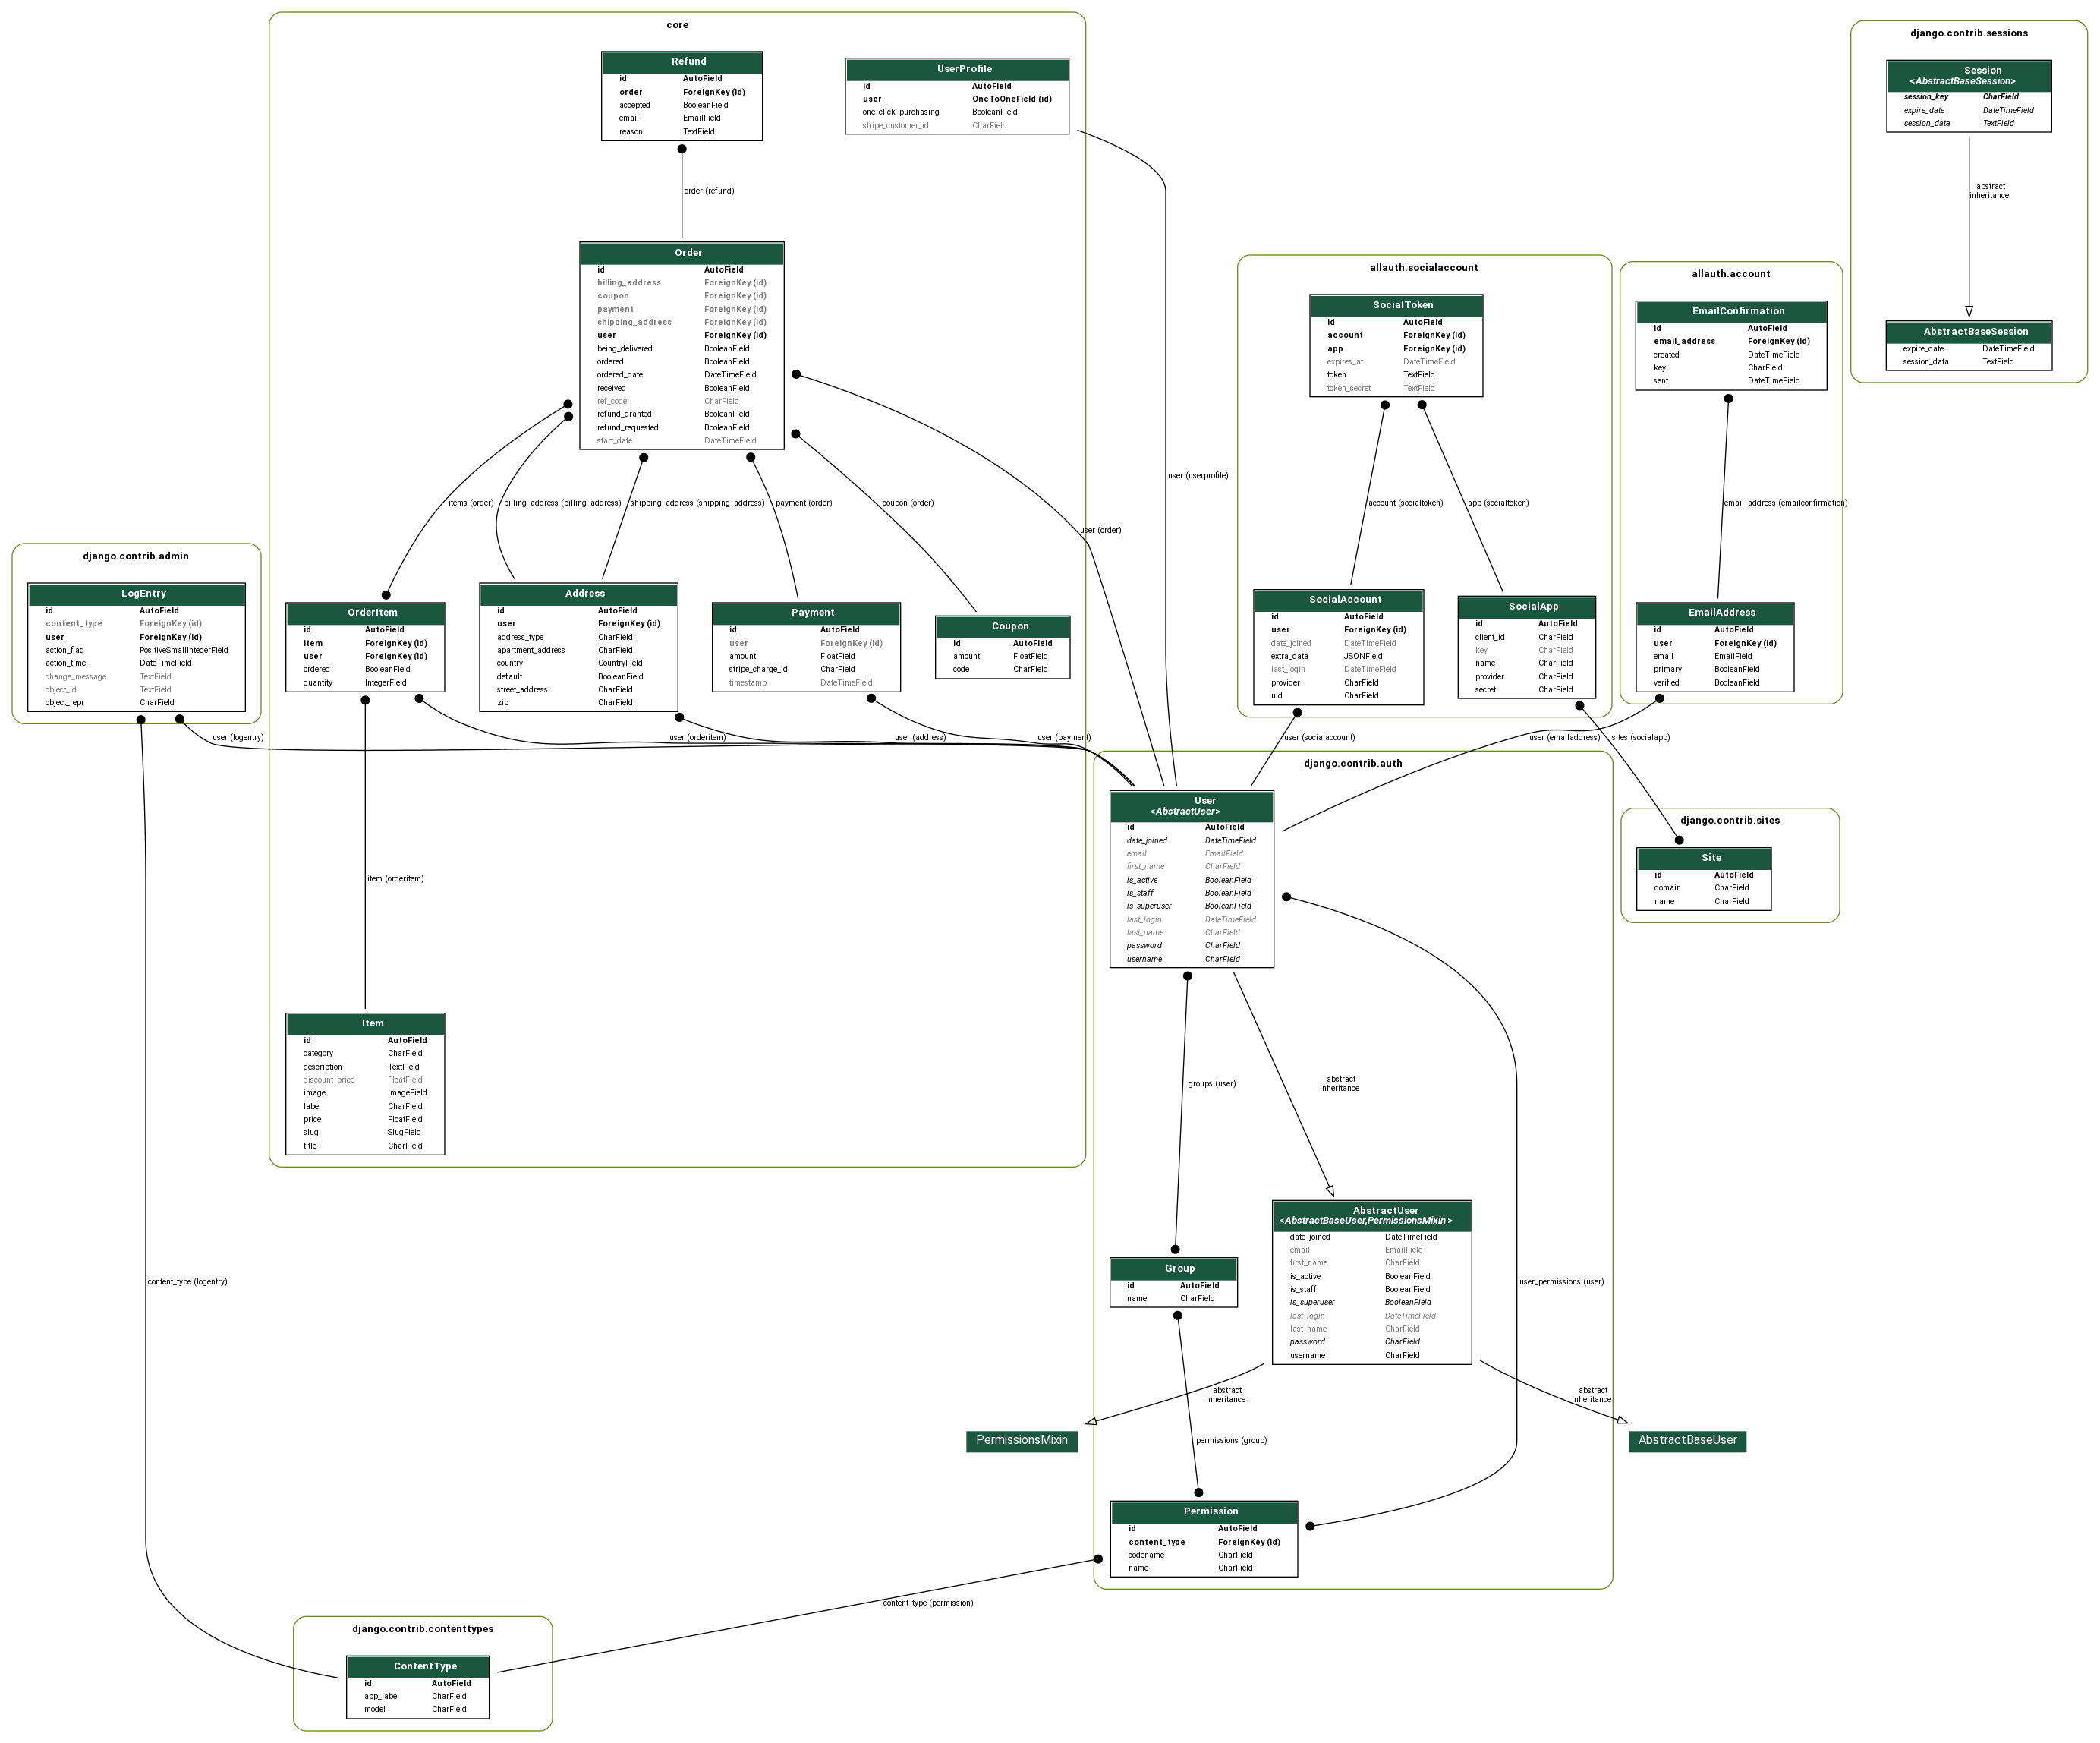 core
Refund
id AutoField
order ForeignKey (id)
accepted BooleanField
email EmailField
reason TextField
UserProfile
id AutoField
user OneToOneField (id)
one_click_purchasing BooleanField
stripe_customer_id CharField
order (refund)
Order
id AutoField
billing_address ForeignKey (id)
coupon ForeignKey (id)
payment ForeignKey (id)
shipping_address ForeignKey (id)
user ForeignKey (id)
being_delivered BooleanField
ordered BooleanField
ordered_date DateTimeField
received BooleanField
ref_code CharField
refund_granted BooleanField
refund_requested BooleanField
start_date DateTimeField
items (order)
billing_address (billing_address)
shipping_address (shipping_address)
payment (order)
coupon (order)
user (order)
user (userprofile)
OrderItem
id AutoField
item ForeignKey (id)
user ForeignKey (id)
ordered BooleanField
quantity IntegerField
Address
id AutoField
user ForeignKey (id)
address_type CharField
apartment_address CharField
country CountryField
default BooleanField
street_address CharField
zip CharField
Payment
id AutoField
user ForeignKey (id)
amount FloatField
stripe_charge_id CharField
timestamp DateTimeField
Coupon
id AutoField
amount FloatField
code CharField
user (orderitem)
user (address)
user (payment)
item (orderitem)
Item
id AutoField
category CharField
description TextField
discount_price FloatField
image ImageField
label CharField
price FloatField
slug SlugField
title CharField
django.contrib.admin
LogEntry
id AutoField
content_type ForeignKey (id)
user ForeignKey (id)
action_flag PositiveSmallIntegerField
action_time DateTimeField
change_message TextField
object_id TextField
object_repr CharField
user (logentry)
content_type (logentry)
allauth.socialaccount
SocialToken
id AutoField
account ForeignKey (id)
app ForeignKey (id)
expires_at DateTimeField
token TextField
token_secret TextField
account (socialtoken)
app (socialtoken)
SocialAccount
id AutoField
user ForeignKey (id)
date_joined DateTimeField
extra_data JSONField
last_login DateTimeField
provider CharField
uid CharField
SocialApp
id AutoField
client_id CharField
key CharField
name CharField
provider CharField
secret CharField
user (socialaccount)
sites (socialapp)
allauth.account
EmailConfirmation
id AutoField
email_address ForeignKey (id)
created DateTimeField
key CharField
sent DateTimeField
email_address (emailconfirmation)
EmailAddress
id AutoField
user ForeignKey (id)
email EmailField
primary BooleanField
verified BooleanField
user (emailaddress)
django.contrib.sessions
Session
<AbstractBaseSession>
session_key CharField
expire_date DateTimeField
session_data TextField
abstract
inheritance
AbstractBaseSession
expire_date DateTimeField
session_data TextField
django.contrib.sites
Site
id AutoField
domain CharField
name CharField
django.contrib.auth
User
<AbstractUser>
id AutoField
date_joined DateTimeField
email EmailField
first_name CharField
is_active BooleanField
is_staff BooleanField
is_superuser BooleanField
last_login DateTimeField
last_name CharField
password CharField
username CharField
groups (user)
abstract
inheritance
user_permissions (user)
AbstractUser
<AbstractBaseUser,PermissionsMixin>
date_joined DateTimeField
email EmailField
first_name CharField
is_active BooleanField
is_staff BooleanField
is_superuser BooleanField
last_login DateTimeField
last_name CharField
password CharField
username CharField
Group
id AutoField
name CharField
abstract
inheritance
abstract
inheritance
PermissionsMixin
AbstractBaseUser
permissions (group)
Permission
id AutoField
content_type ForeignKey (id)
codename CharField
name CharField
content_type (permission)
django.contrib.contenttypes
ContentType
id AutoField
app_label CharField
model CharField